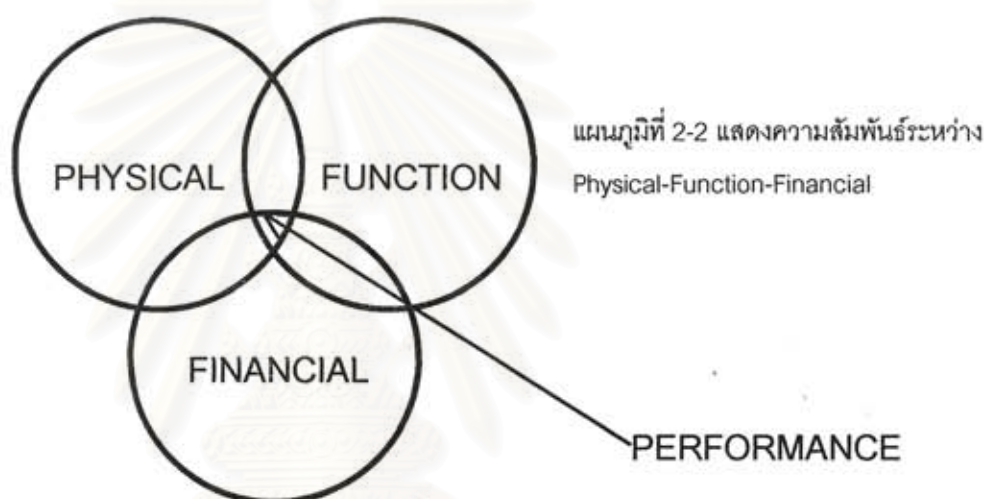 PHYSICAL
FUNCTION
แผนภูมิที่ 2-2 แสดงความสัมพันธ์ระหว่าง
Physical-Function-Financial
FINANCIAL
PERFORMANCE